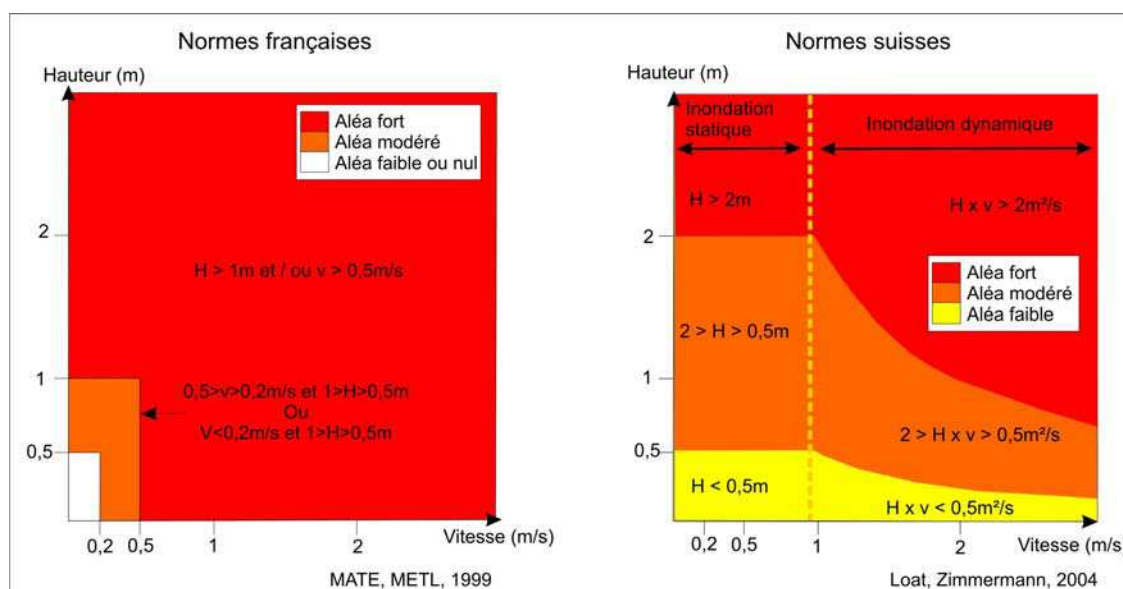 Normes françaises
Hauteur (m)
Aléa fort
Aléa modéré
Aléa faible ou nul
2
H > 1m et / ou v > 0,5m/s
1
0,5>v>0,2m/s et 1>H>0,5m
Ou
V<0,2m/s et 1>H>0,5m
0,5
0,2
0,5
1
2
Vitesse (m/s)
MATE, METL, 1999
Normes suisses
Hauteur (m)
Inondation
statique
Inondation dynamique
H > 2m
H x v > 2m²/s
2
Aléa fort
Aléa modéré
Aléa faible
2 > H > 0,5m
1
2 > H x v > 0,5m²/s
0,5
H < 0,5m
H x v < 0,5m²/s
0,2
0,5
1
2
Vitesse (m/s)
Loat, Zimmermann, 2004